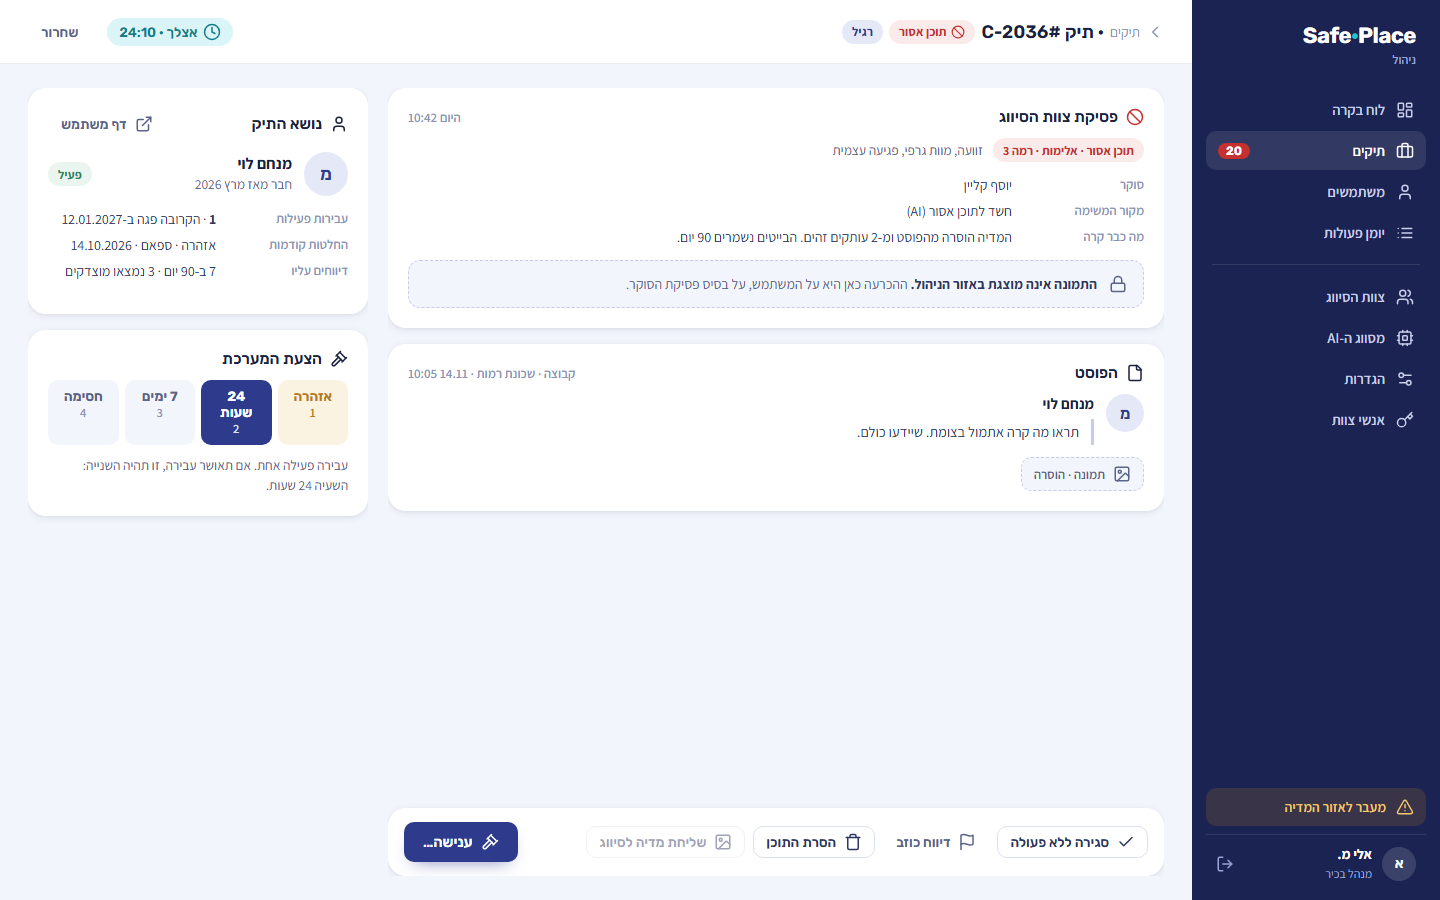 Safe•Place
ניהול
לוח בקרה
תיקים
20
משתמשים
יומן פעולות
צוות הסיווג
מסווג ה-AI
הגדרות
אנשי צוות
מעבר לאזור המדיה
א
אלי מ.
מנהל בכיר
תיקים • תיק #C-2036
תוכן אסור
רגיל
אצלך • 24:10
שחרור
פסיקת צוות הסיווג
היום 10:42
תוכן אסור · אלימות · רמה 3
זוועה, מוות גרפי, פגיעה עצמית
סוקר
יוסף קליין
מקור המשימה
חשד לתוכן אסור (AI)
מה כבר קרה
המדיה הוסרה מהפוסט ומ-2 עותקים זהים. הבייטים נשמרים 90 יום.
התמונה אינה מוצגת באזור הניהול. ההכרעה כאן היא על המשתמש, על בסיס פסיקת הסוקר.
הפוסט
קבוצה · שכונת רמות · 14.11 10:05
מ
מנחם לוי
תראו מה קרה אתמול בצומת. שיידעו כולם.
תמונה · הוסרה
סגירה ללא פעולה
דיווח כוזב
הסרת התוכן
שליחת מדיה לסיווג
ענישה...
נושא התיק
דף משתמש
מ
מנחם לוי
חבר מאז מרץ 2026
פעיל
עבירות פעילות
1 · הקרובה פגה ב-12.01.2027
החלטות קודמות
אזהרה · ספאם · 14.10.2026
דיווחים עליו
7 ב-90 יום · 3 נמצאו מוצדקים
הצעת המערכת
אזהרה
1
24
שעות
2
7 ימים
3
חסימה
4
עבירה פעילה אחת. אם תאושר עבירה, זו תהיה השנייה:
השעיה 24 שעות.